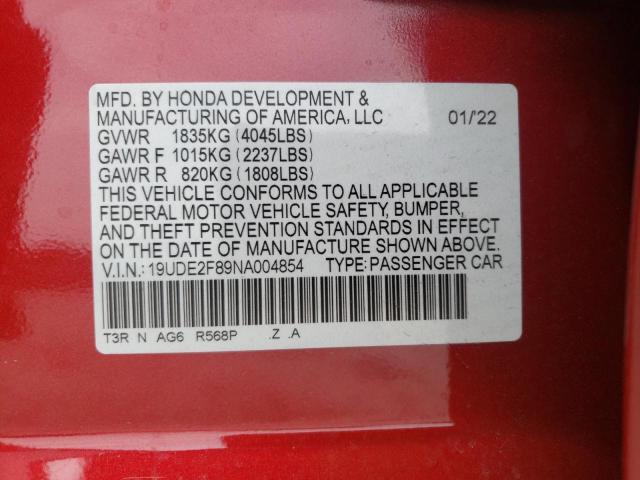 MFD. BY HONDA DEVELOPMENT &
MANUFACTURING OF AMERICA, LLC 01/'22
GVWR 1835KG (4045LBS)
GAWR F 1015KG (2237LBS)
GAWR R 820KG (1808LBS)
THIS VEHICLE CONFORMS TO ALL APPLICABLE
FEDERAL MOTOR VEHICLE SAFETY, BUMPER,
AND THEFT PREVENTION STANDARDS IN EFFECT
ON THE DATE OF MANUFACTURE SHOWN ABOVE.
V.I.N.: 19UDE2F89NA004854 TYPE: PASSENGER CAR
T3R N AG6 R568P .Z .A